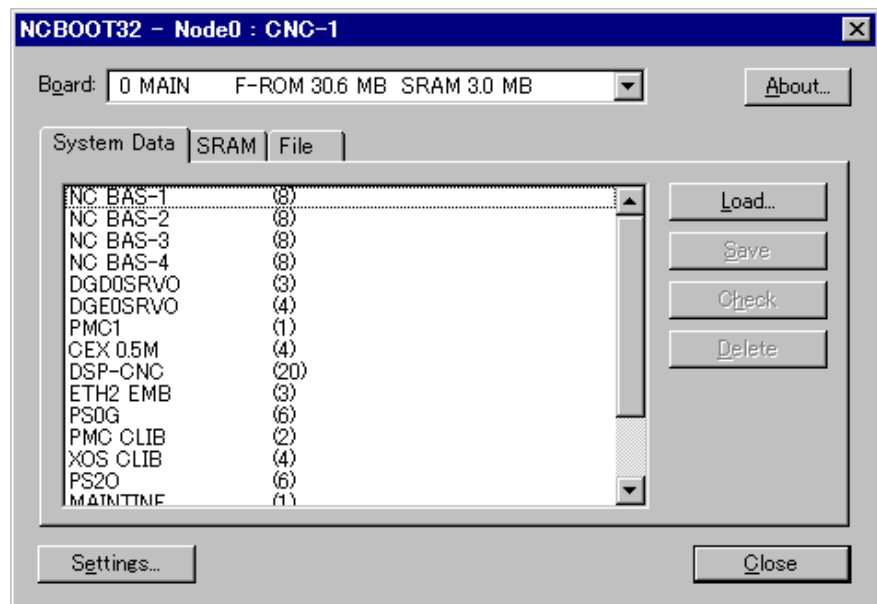 NCBOOT32 - Node0 : CNC-1
Board: 0 MAIN F-ROM 30.6 MB SRAM 3.0 MB About...
System Data SRAM File
NC BAS-1 (8)
NC BAS-2 (8)
NC BAS-3 (8)
NC BAS-4 (8)
DGD0SRVO (3)
DGE0SRVO (4)
PMC1 (1)
CEX 0.5M (4)
DSP-CNC (20)
ETH2 EMB (3)
PS0G (6)
PMC CLIB (2)
XOS CLIB (4)
PS2O (6)
(1)
Load...
Save
Check
Delete
Settings... Close